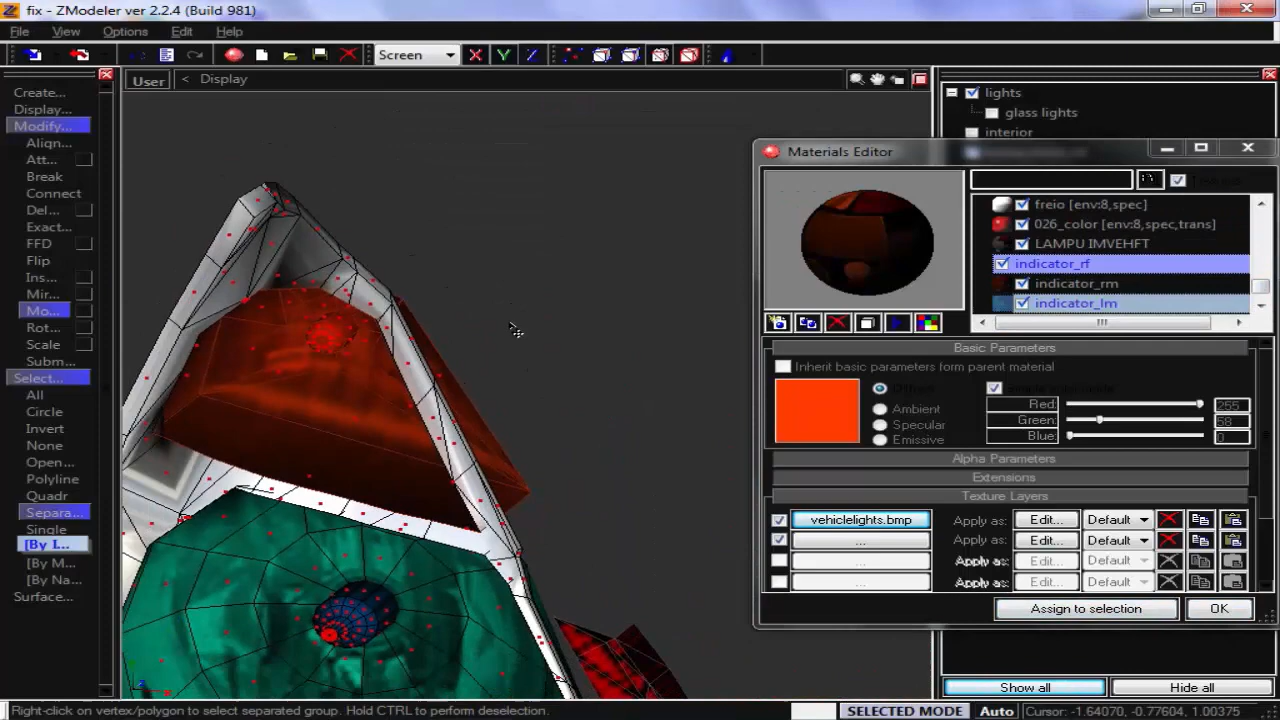 fix - ZModeler ver 2.2.4 (Build 981)
File View Options Edit Help
Screen X Y Z
User < Display
Create...
Display...
Modify...
Align...
Att...
Break
Connect
Del...
Exact...
FFD
Flip
Ins...
Mir...
Mo...
Rot...
Scale
Subm...
Select...
All
Circle
Invert
None
Open...
Polyline
Quadr
Separa...
Single
[By I...
[By M...
[By Na...
Surface...
lights
glass lights
interior
Materials Editor
freio [env:8,spec]
026_color [env:8,spec,trans]
LAMPU IMVEHFT
indicator_rf
indicator_rm
indicator_lm
Basic Parameters
Inherit basic parameters form parent material
Ambient
Specular
Emissive
Red: 255
Green: 58
Blue: 0
Alpha Parameters
Extensions
Texture Layers
vehiclelights.bmp Apply as: Edit... Default
... Apply as: Edit... Default
... Apply as: Edit... Default
... Apply as: Edit... Default
Assign to selection OK
Show all Hide all
Right-click on vertex/polygon to select separated group. Hold CTRL to perform deselection. SELECTED MODE Auto Cursor: -1.64070, -0.77604, 1.00375